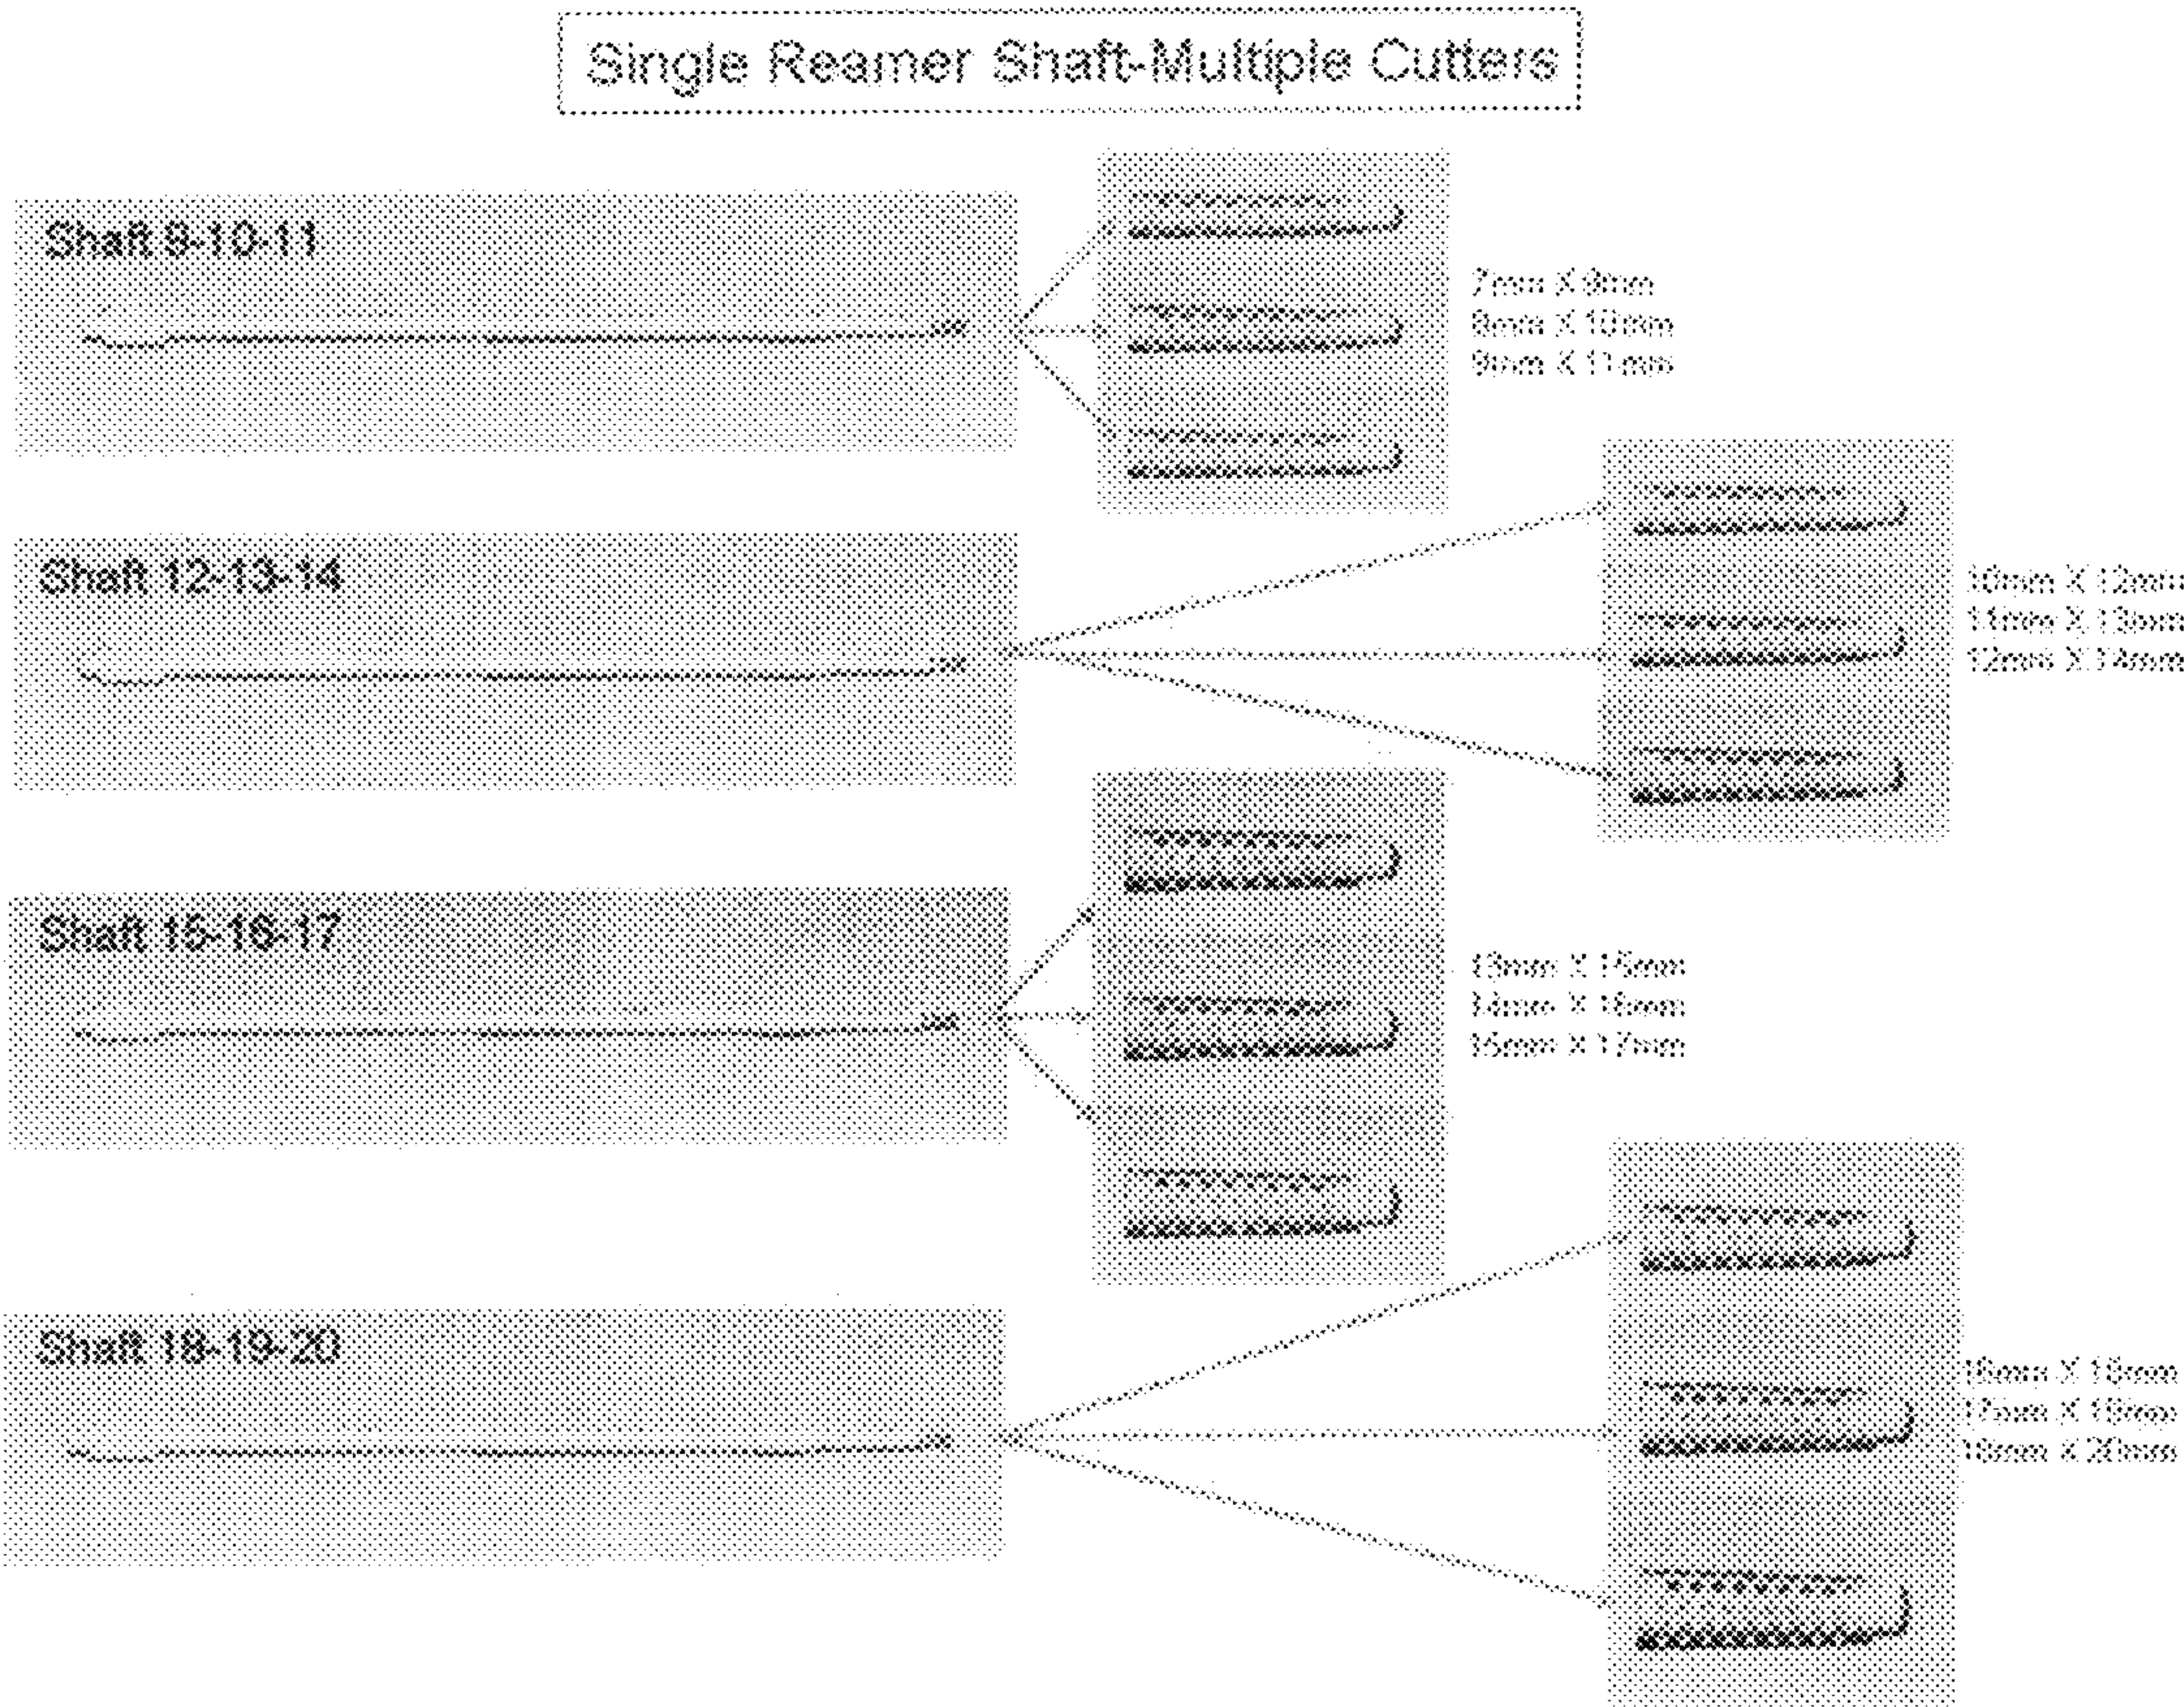 Single Reamer Shaft-Multiple Cutters
Shaft 9-10-11
7mm X 9mm
8mm X 10mm
9mm X 11mm
Shaft 12-13-14
10mm X 12mm
11mm X 13mm
12mm X 14mm
Shaft 15-16-17
13mm X 15mm
14mm X 16mm
15mm X 17mm
Shaft 18-19-20
16mm X 18mm
17mm X 19mm
18mm X 20mm